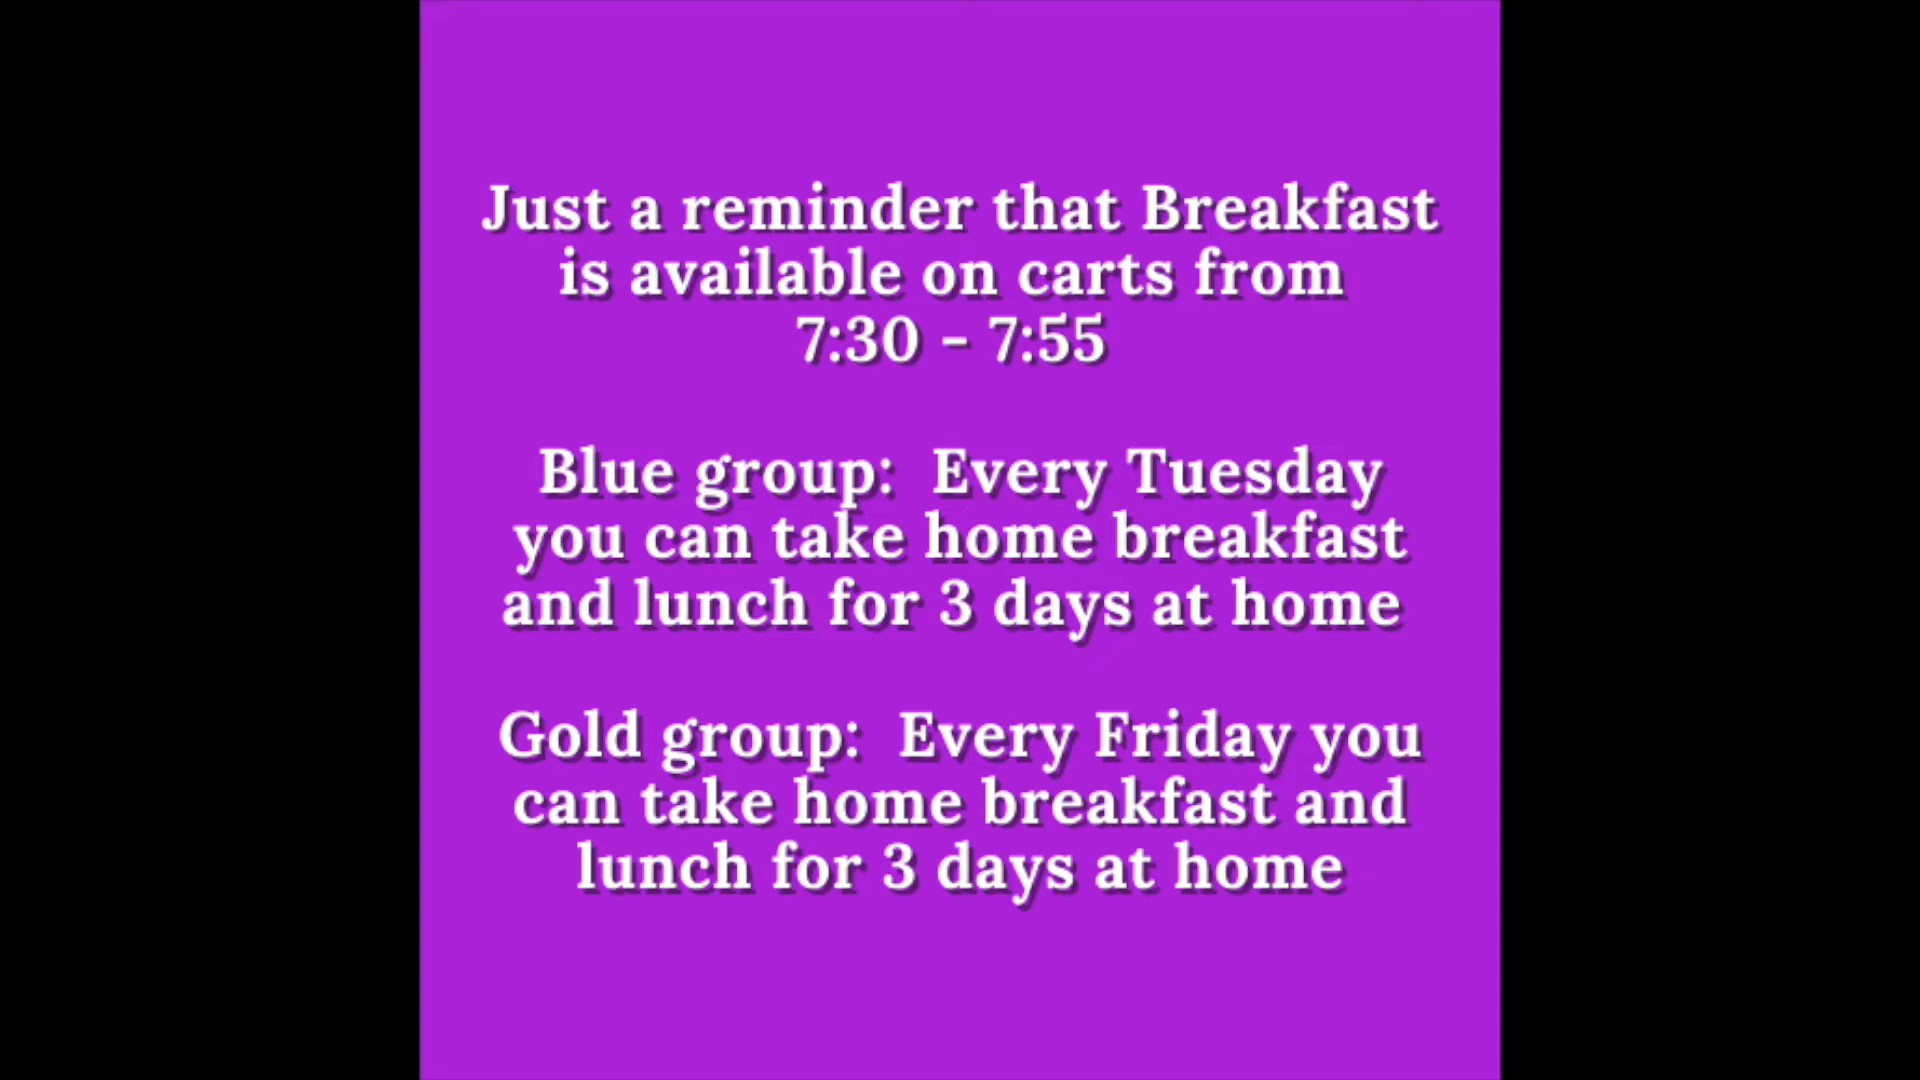 Just a reminder that Breakfast
is available on carts from
7:30 - 7:55
Blue group:  Every Tuesday
you can take home breakfast
and lunch for 3 days at home
Gold group:  Every Friday you
can take home breakfast and
lunch for 3 days at home